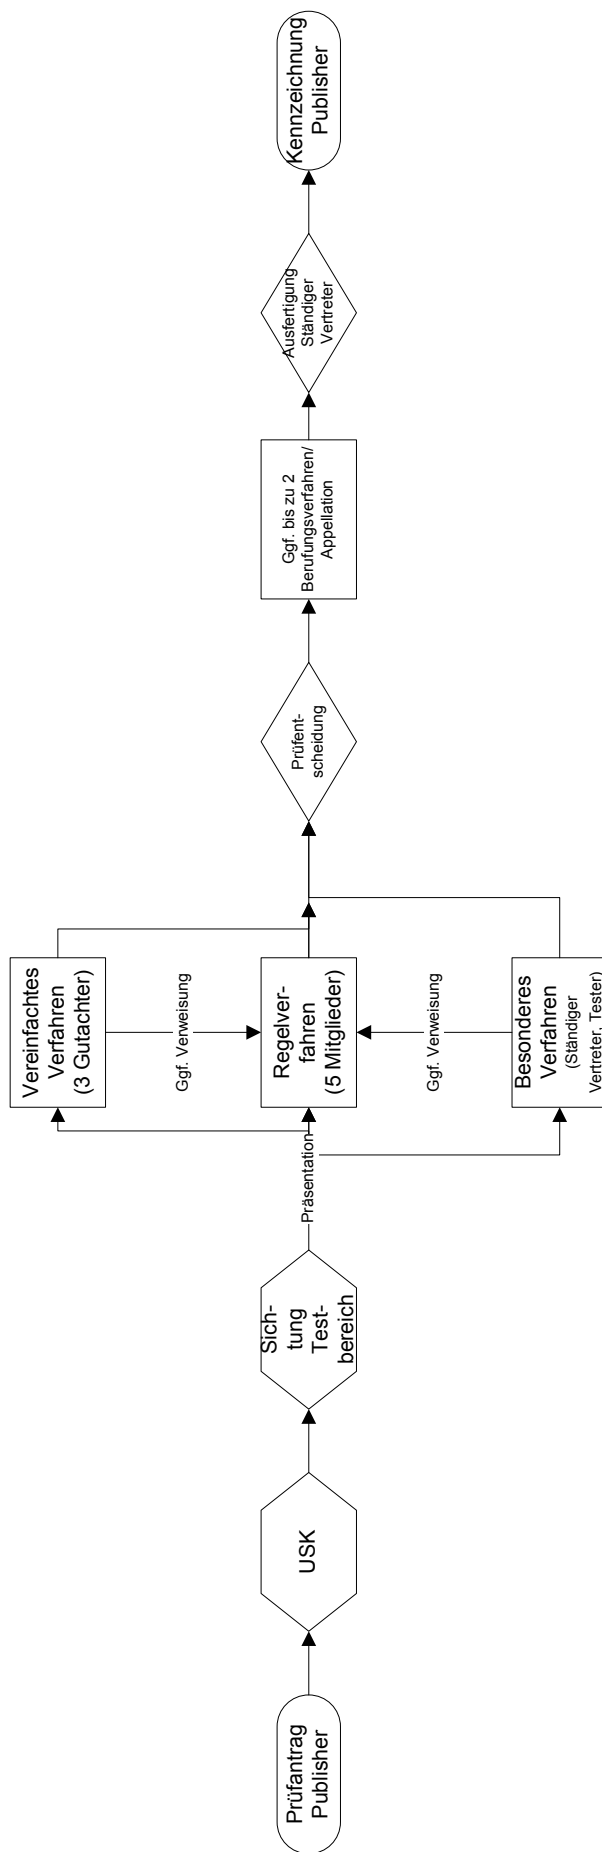 Prüfantrag
Publisher
USK
Sich-
tung
Test-
bereich
Präsentation
Vereinfachtes
Verfahren
(3 Gutachter)
Ggf. Verweisung
Regelver-
fahren
(5 Mitglieder)
Ggf. Verweisung
Besonderes
Verfahren
(Ständiger
Vertreter, Tester)
Prüfent-
scheidung
Ggf. bis zu 2
Berufungsverfahren/
Appellation
Ausfertigung
Ständiger
Vertreter
Kennzeichnung
Publisher